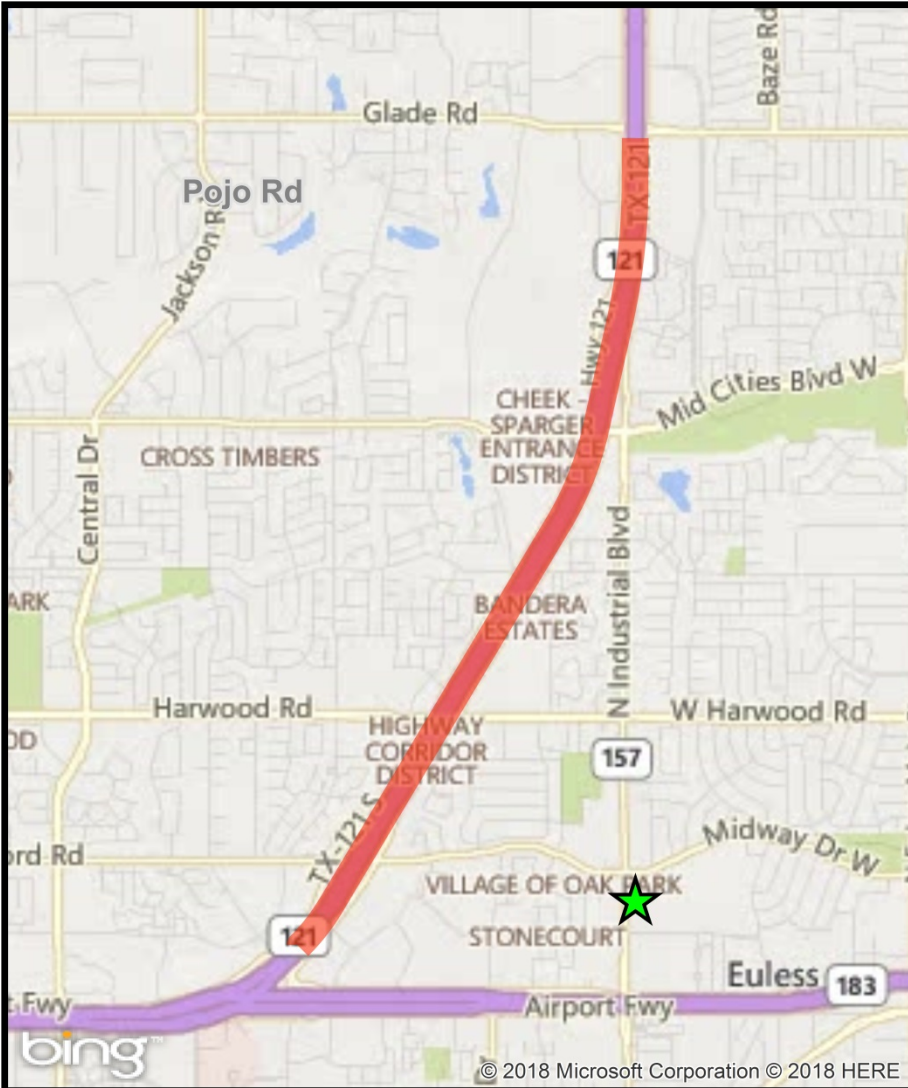 Baze Rd
Glade Rd
TX-121
Pojo Rd
121
Jackson R
Hwy 121
Mid Cities Blvd W
CHEEK -
SPARGER
ENTRANCE
DISTRICT
CROSS TIMBERS
Central Dr
N Industrial Blvd
ARK
BANDERA
ESTATES
Harwood Rd
W Harwood Rd
OD
HIGHWAY
CORRIDOR
DISTRICT
157
TX-121 S
Midway Dr W
ord Rd
VILLAGE OF OAK PARK
121
STONECOURT
Euless
183
t Fwy
Airport Fwy
bing™
© 2018 Microsoft Corporation © 2018 HERE